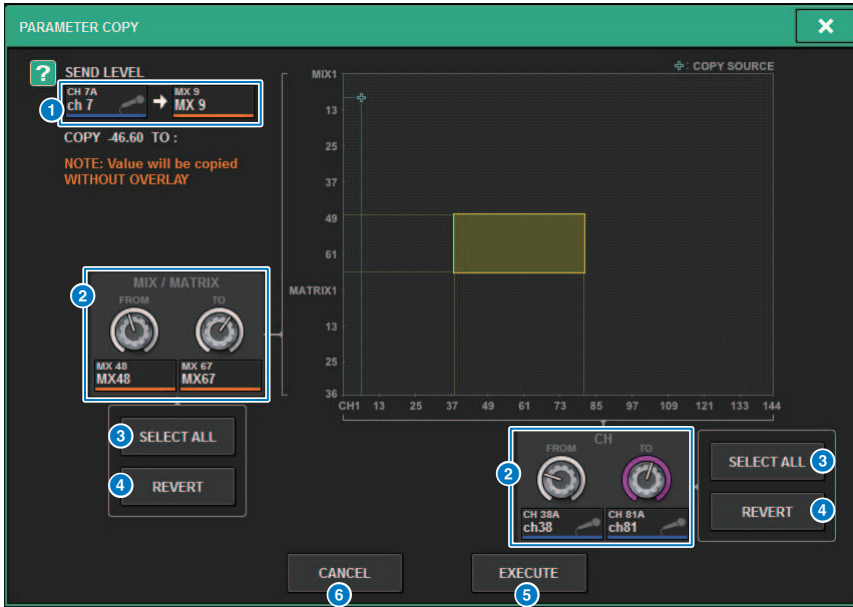 PARAMETER COPY
×
?
SEND LEVEL
CH 7A
ch 7
MX 9
MX 9
1
COPY -46.60 TO :
NOTE: Value will be copied
WITHOUT OVERLAY
: COPY SOURCE
MIX1
13
25
37
49
61
MATRIX1
13
25
36
CH1 13 25 37 49 61 73 85 97 109 121 133 144
2
MIX / MATRIX
FROM TO
MX 48
MX48
MX 67
MX67
3
SELECT ALL
4
REVERT
2
CH
FROM TO
CH 38A
ch38
CH 81A
ch81
SELECT ALL
3
REVERT
4
CANCEL
6
EXECUTE
5